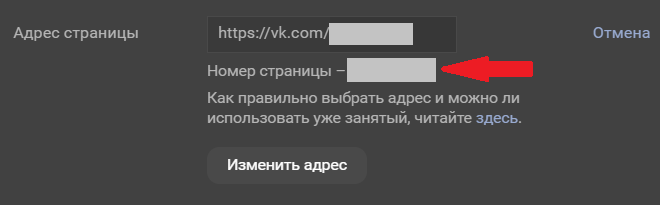 Адрес страницы https://vk.com/ Отмена
Номер страницы –
Как правильно выбрать адрес и можно ли
использовать уже занятый, читайте здесь.
Изменить адрес